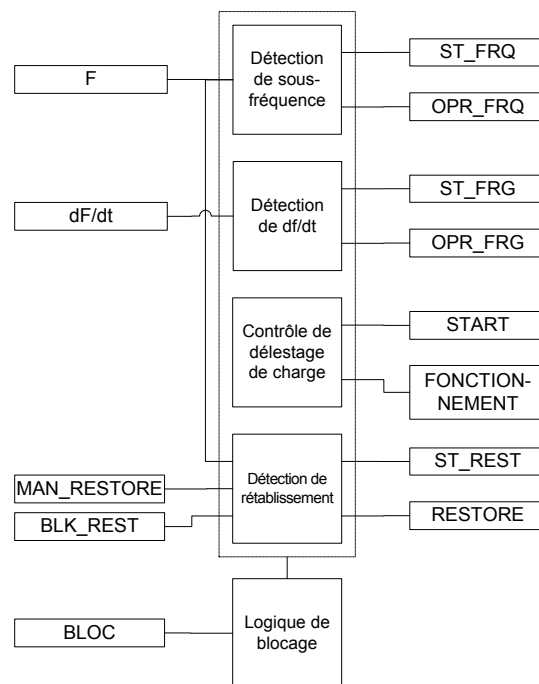 F
dF/dt
MAN_RESTORE
BLK_REST
BLOC
Détection
de sous-
fréquence
Détection
de df/dt
Contrôle de
délestage
de charge
Détection de
rétablissement
Logique de
blocage
ST_FRQ
OPR_FRQ
ST_FRG
OPR_FRG
START
FONCTION-
NEMENT
ST_REST
RESTORE